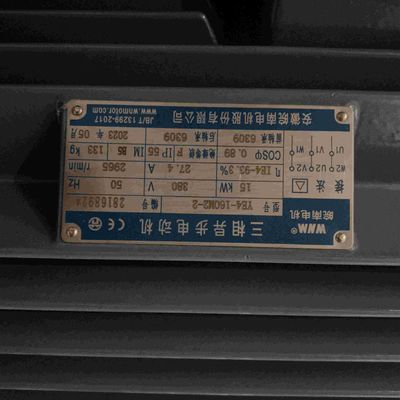 WNM® 三相异步电动机 CE
皖南电机 型号 YE4-160M2-2 编号
接法 △ 15 kW 380 V 50 Hz
W2 U2 V2 IE4-93.3% 27.4 A 2965 r/min
U1 V1 W1 COSφ 0.89 绝缘等级 F IP 55 IM B5 133 kg
前轴承 6309 后轴承 6309 2023 年 05 月
安徽皖南电机股份有限公司 JB/T 13299-2017
www.wnmotor.com